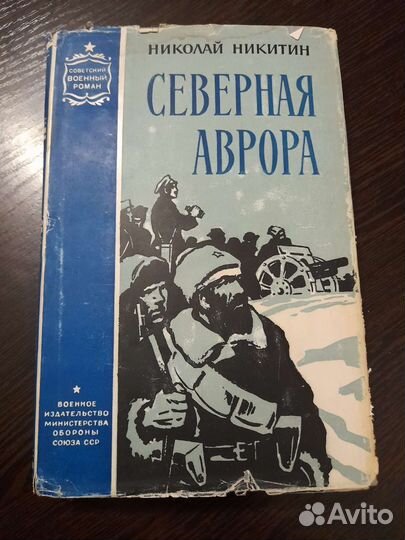 НИКОЛАЙ НИКИТИН
СЕВЕРНАЯ
АВРОРА
СОВЕТСКИЙ
ВОЕННЫЙ
РОМАН
ВОЕННОЕ
ИЗДАТЕЛЬСТВО
МИНИСТЕРСТВА
ОБОРОНЫ
СОЮЗА ССР
Avito